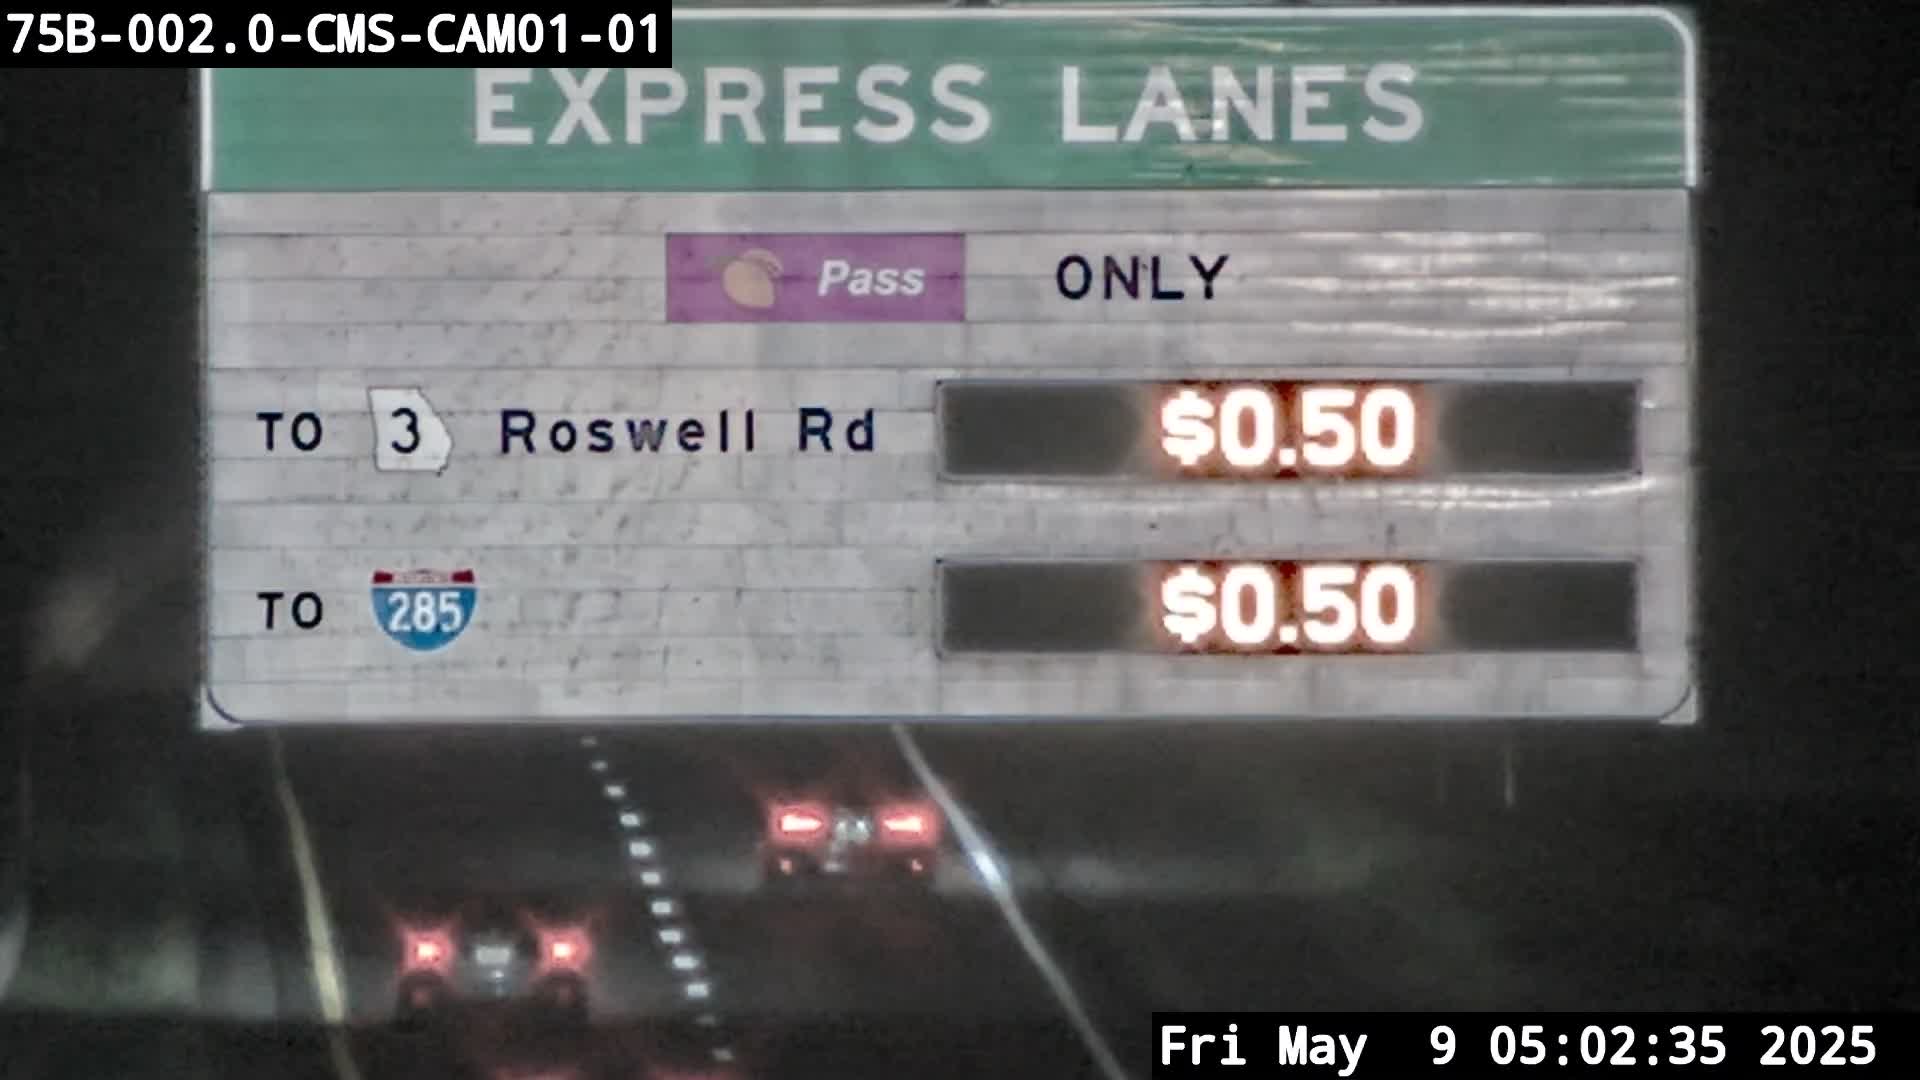 75B-002.0-CMS-CAM01-01
EXPRESS LANES
Pass ONLY
TO 3 Roswell Rd $0.50
TO 285 $0.50
Fri May 9 05:02:35 2025